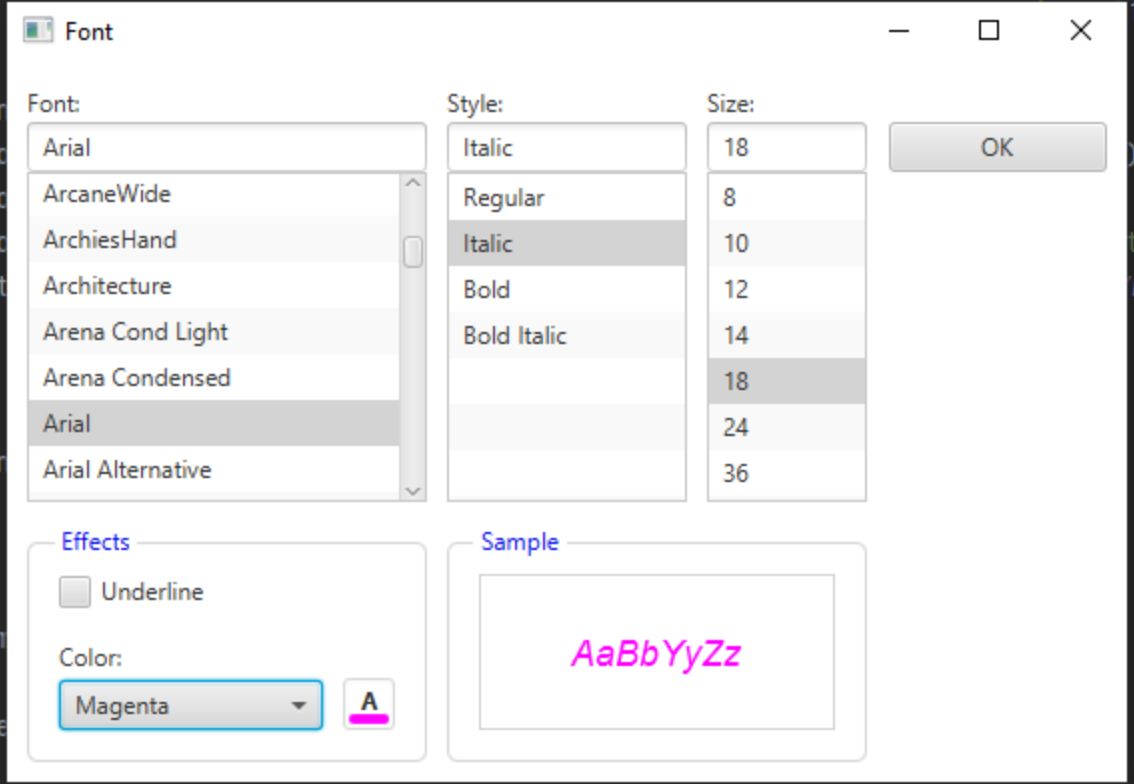 Font
Font:
Arial
ArcaneWide
ArchiesHand
Architecture
Arena Cond Light
Arena Condensed
Arial
Arial Alternative
Style:
Italic
Regular
Italic
Bold
Bold Italic
Size:
18
8
10
12
14
18
24
36
OK
Effects
Underline
Color:
Magenta
A
Sample
AaBbYyZz